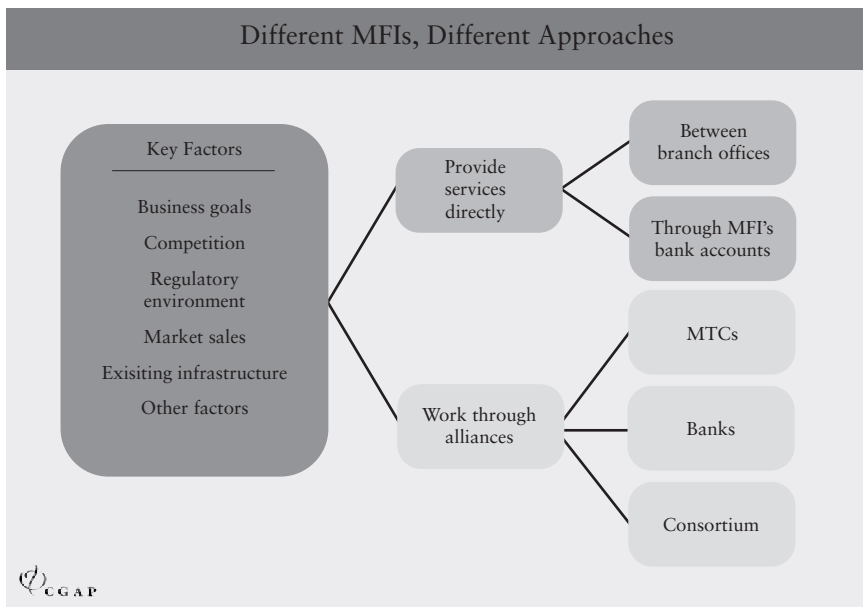 Different MFIs, Different Approaches
Key Factors
Business goals
Competition
Regulatory
environment
Market sales
Exisiting infrastructure
Other factors
Provide
services
directly
Between
branch offices
Through MFI's
bank accounts
Work through
alliances
MTCs
Banks
Consortium
CGAP